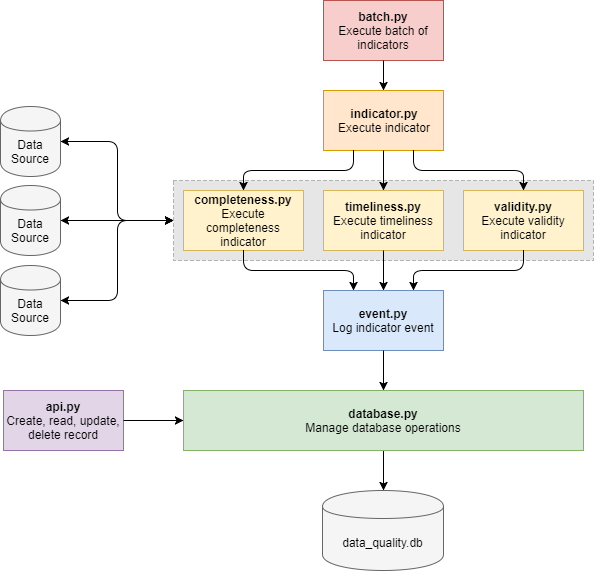 batch.py
Execute batch of
indicators
indicator.py
Execute indicator
Data
Source
completeness.py
Execute
completeness
indicator
timeliness.py
Execute timeliness
indicator
validity.py
Execute validity
indicator
Data
Source
Data
Source
event.py
Log indicator event
api.py
Create, read, update,
delete record
database.py
Manage database operations
data_quality.db